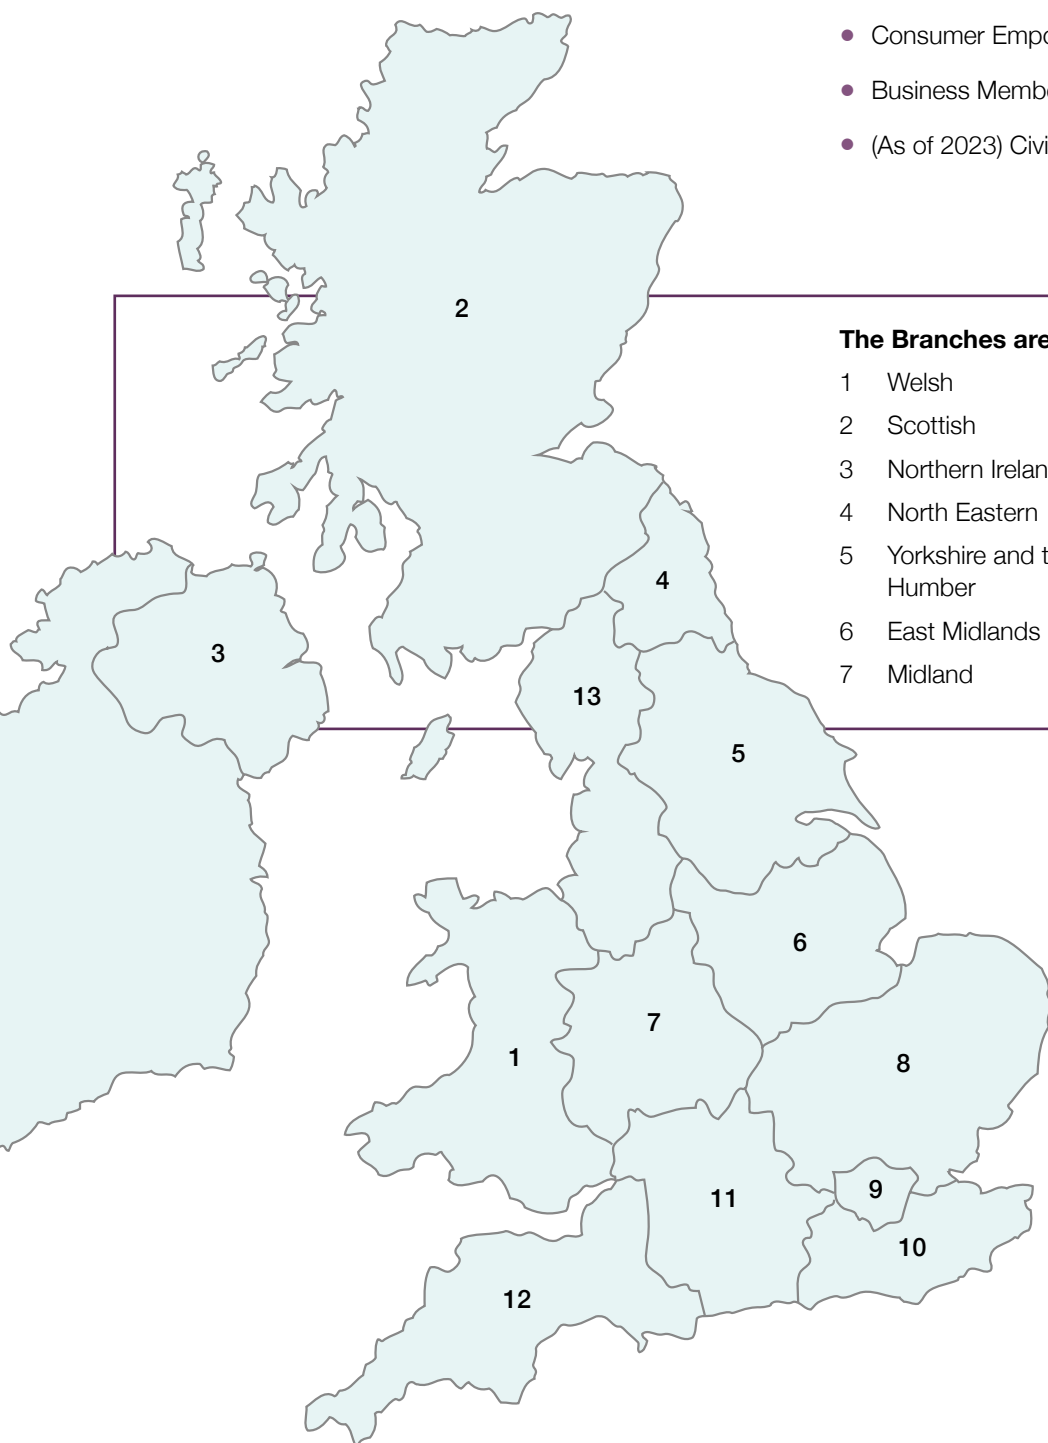 Consumer Empo
Business Membe
(As of 2023) Civi
2
The Branches are
1 Welsh
2 Scottish
3 Northern Irelan
4 North Eastern
5 Yorkshire and t
Humber
6 East Midlands
7 Midland
4
3
13
5
6
7
1
8
9
11
10
12